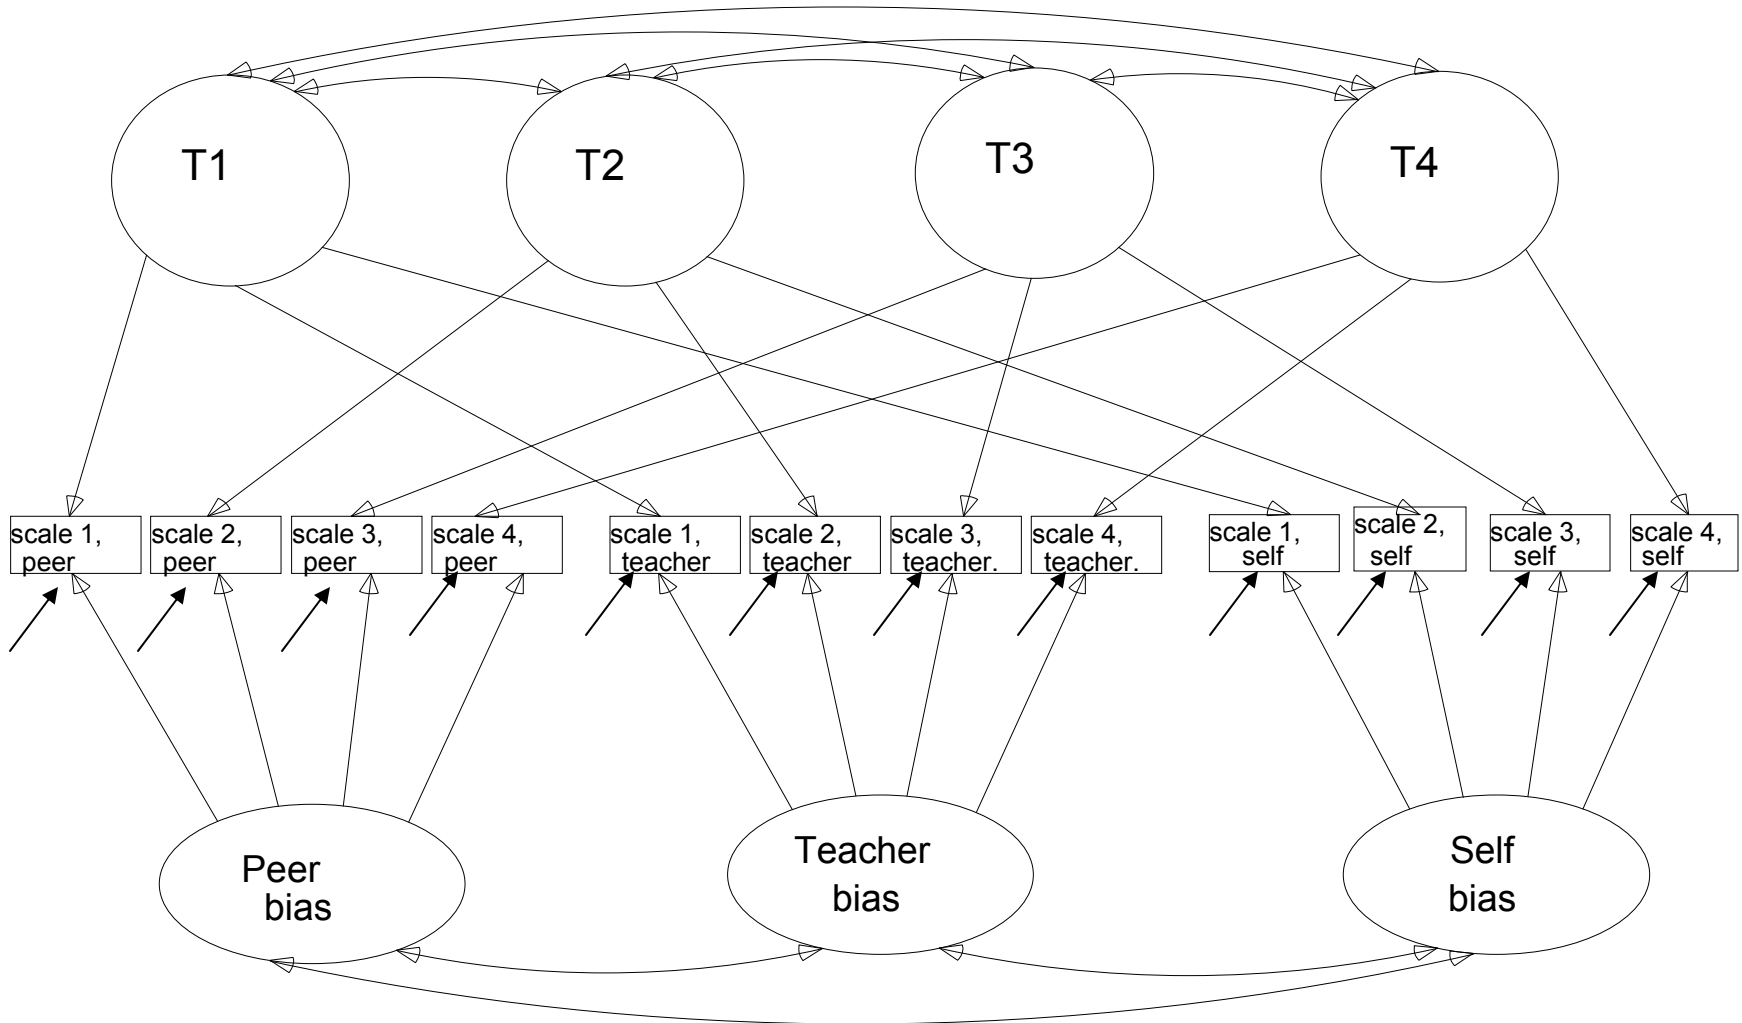 T1
T2
T3
T4
scale 1,
peer
scale 2,
peer
scale 3,
peer
scale 4,
peer
scale 1,
teacher
scale 2,
teacher
scale 3,
teacher.
scale 4,
teacher.
scale 1,
self
scale 2,
self
scale 3,
self
scale 4,
self
Peer
bias
Teacher
bias
Self
bias